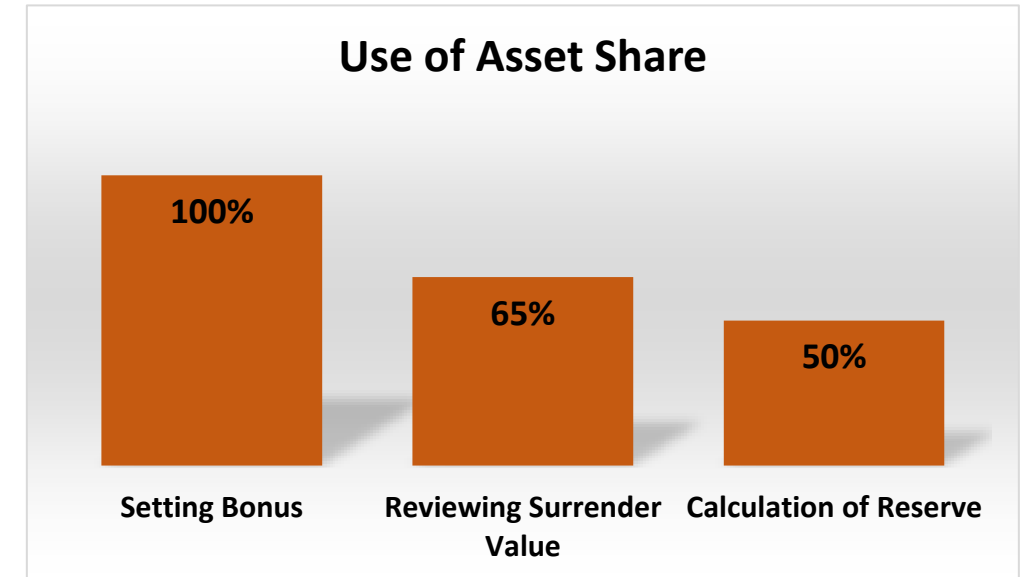 Use of Asset Share
100%
65%
50%
Setting Bonus
Reviewing Surrender
Value
Calculation of Reserve